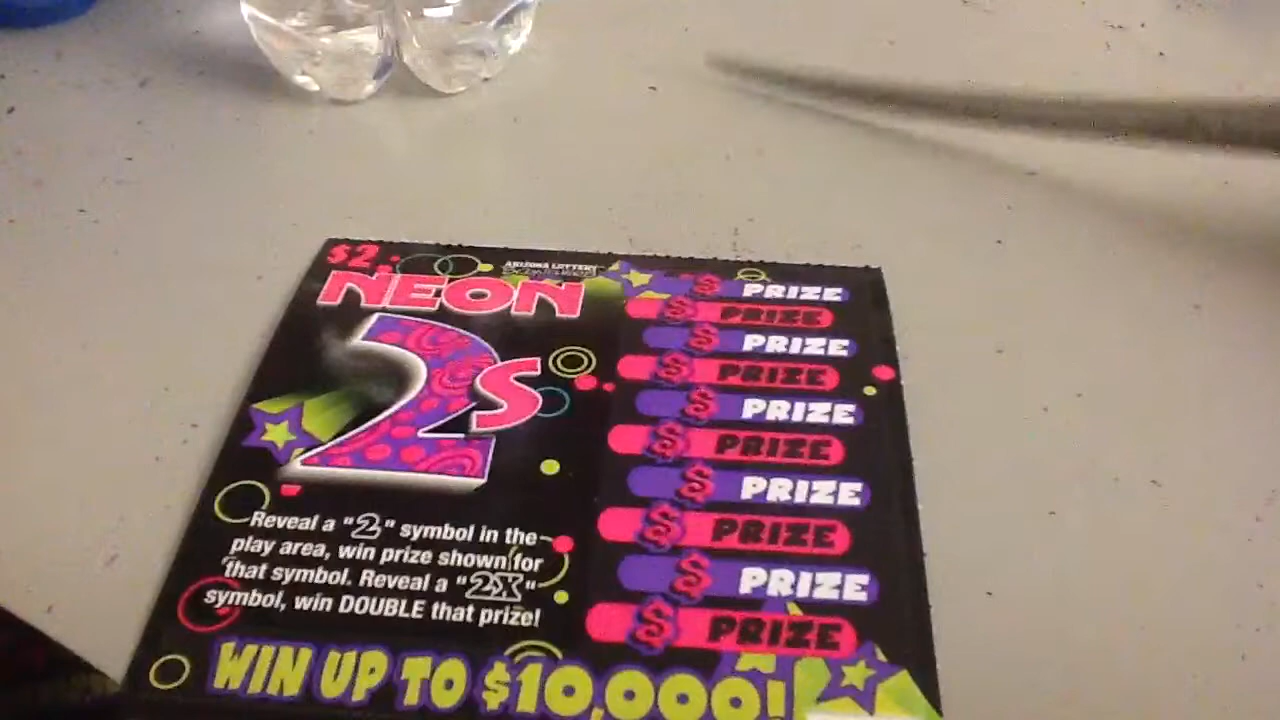 $2
ARIZONA LOTTERY
NEON
2s
PRIZE
PRIZE
PRIZE
PRIZE
PRIZE
PRIZE
PRIZE
PRIZE
PRIZE
PRIZE
Reveal a "2" symbol in the
play area, win prize shown for
that symbol. Reveal a "2X"
symbol, win DOUBLE that prize!
WIN UP TO $10,000!